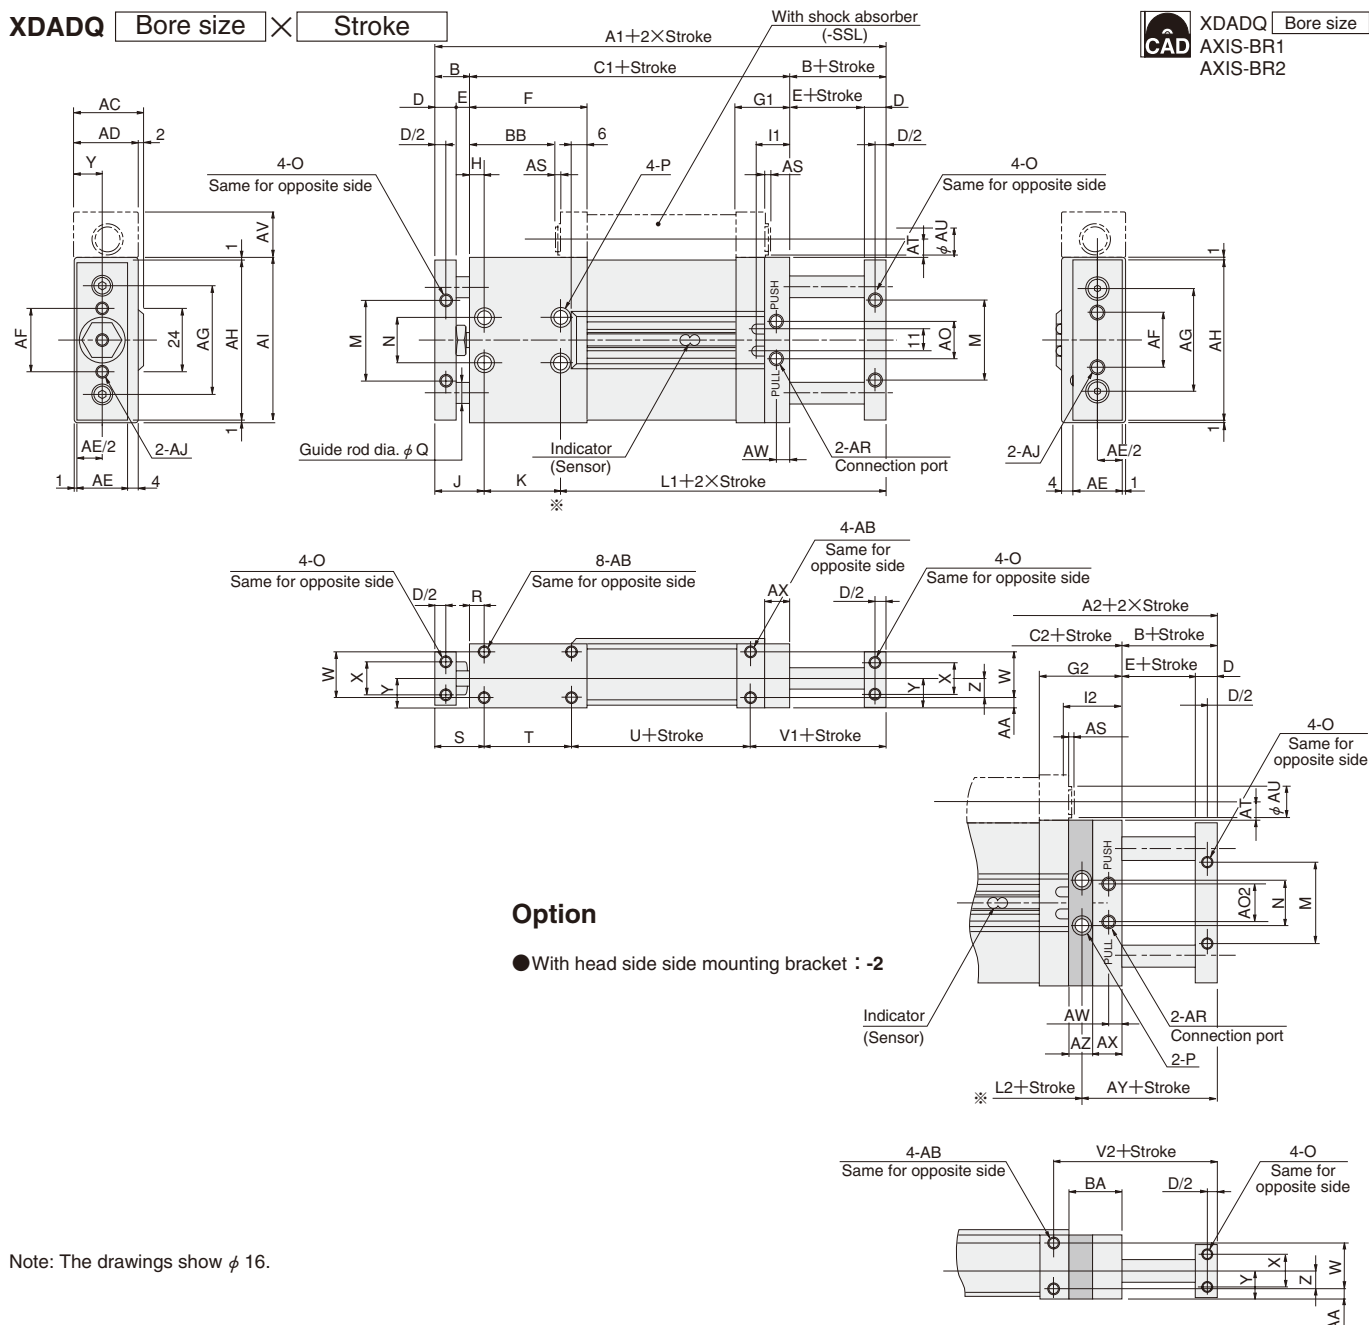 XDADQ Bore size × Stroke
With shock absorber
(-SSL)
CAD
XDADQ Bore size
AXIS-BR1
AXIS-BR2
A1+2×Stroke
B
C1+Stroke
B+Stroke
D
E
F
G1
E+Stroke
D
AC
AD
2
Y
D/2
BB
6
I1
D/2
H
AS
4-P
AS
4-O
Same for opposite side
4-O
Same for opposite side
AV
1
AT
φAU
1
AF
24
AG
AH
AI
M
N
PUSH
PULL
11
AO
M
AF
AG
AH
1
1
AE/2
2-AJ
1
AE
4
Guide rod dia. φQ
Indicator
(Sensor)
AW
2-AR
Connection port
2-AJ
AE/2
4
AE
1
J
K
L1+2×Stroke
※
4-O
Same for opposite side
8-AB
Same for opposite side
4-AB
Same for
opposite side
4-O
Same for opposite side
D/2
R
AX
D/2
W
X
Y
Y
X
Z
W
AA
S
T
U+Stroke
V1+Stroke
A2+2×Stroke
C2+Stroke
B+Stroke
G2
E+Stroke
D
I2
D/2
AS
4-O
Same for
opposite side
AT
φAU
PUSH
PULL
AO2
N
M
Option
●With head side side mounting bracket : -2
Indicator
(Sensor)
AW
AZ
AX
2-AR
Connection port
2-P
※
L2+Stroke
AY+Stroke
4-AB
Same for opposite side
V2+Stroke
4-O
Same for
opposite side
BA
D/2
Y
X
Z
W
AA
Note: The drawings show φ 16.